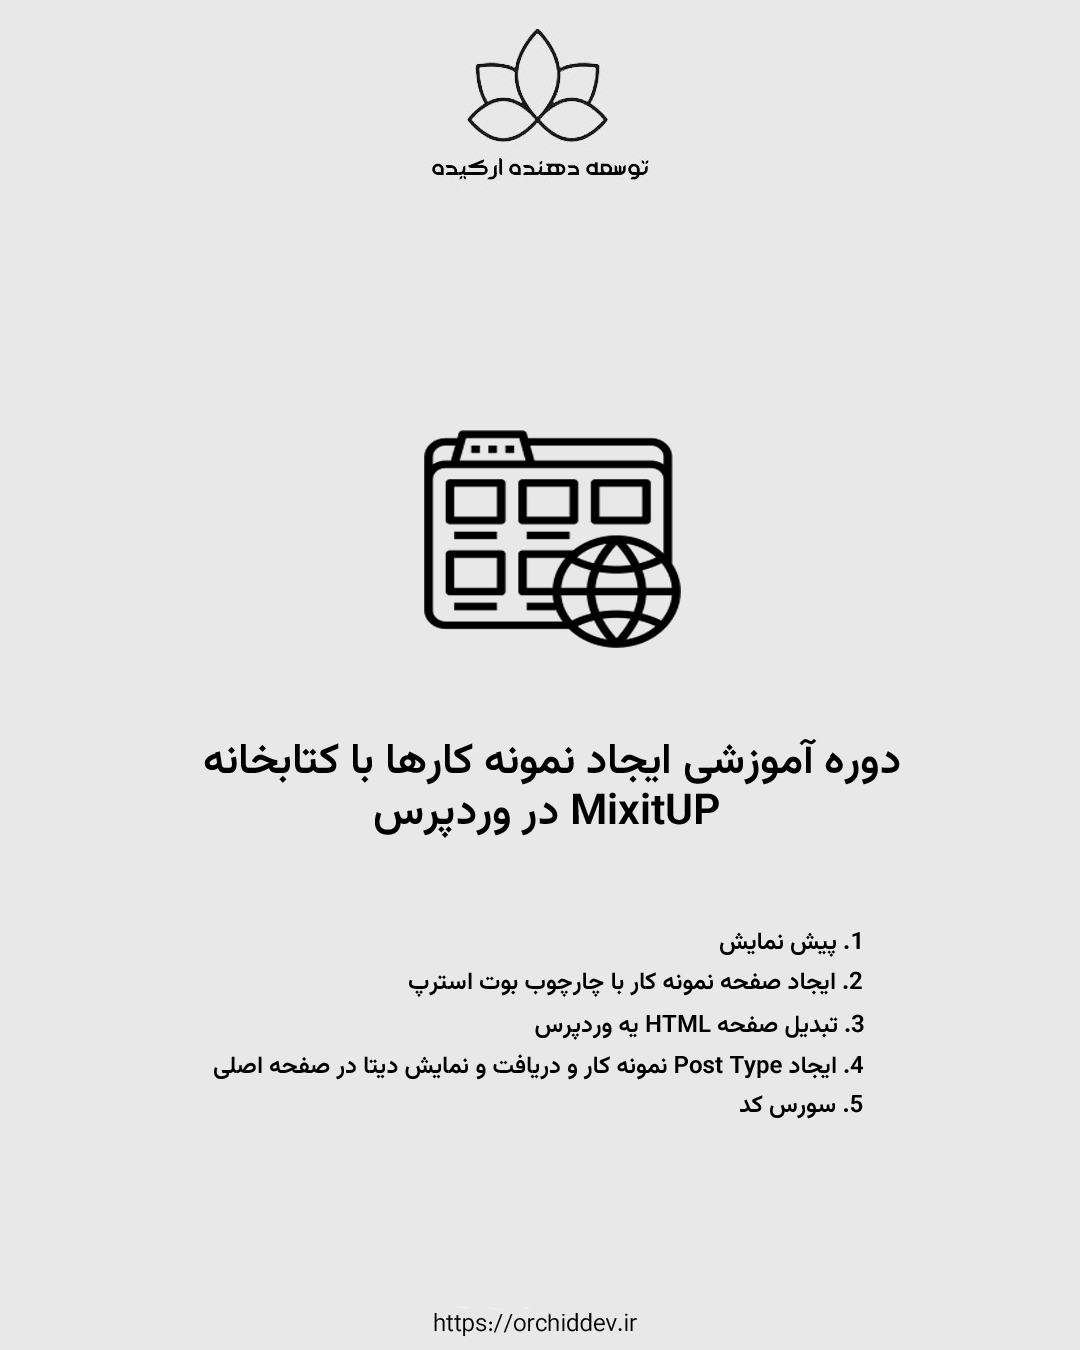 توسعه دهنده ارکیده
دوره آموزشی ایجاد نمونه کارها با کتابخانه
MixitUP در وردپرس
1. پیش نمایش
2. ایجاد صفحه نمونه کار با چارچوب بوت استرپ
3. تبدیل صفحه HTML یه وردپرس
4. ایجاد Post Type نمونه کار و دریافت و نمایش دیتا در صفحه اصلی
5. سورس کد
https://orchiddev.ir